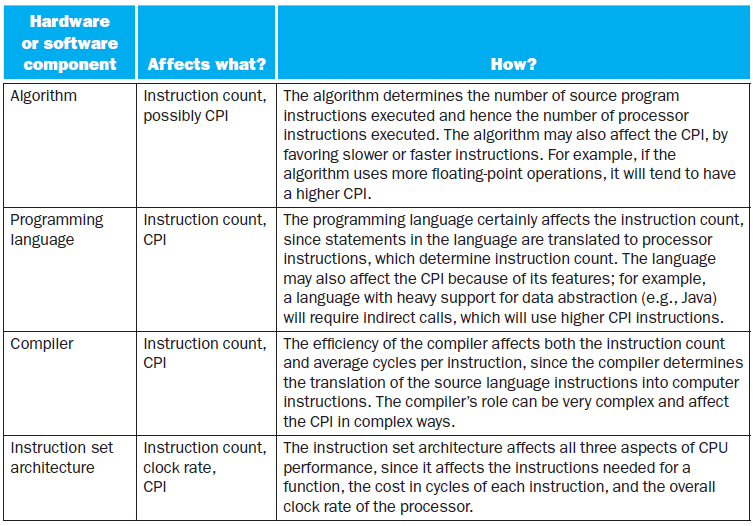 Hardware
or software
component
Affects what?
How?
Algorithm
Instruction count,
possibly CPI
The algorithm determines the number of source program
instructions executed and hence the number of processor
instructions executed. The algorithm may also affect the CPI, by
favoring slower or faster instructions. For example, if the
algorithm uses more floating-point operations, it will tend to have
a higher CPI.
Programming
language
Instruction count,
CPI
The programming language certainly affects the instruction count,
since statements in the language are translated to processor
instructions, which determine instruction count. The language
may also affect the CPI because of its features; for example,
a language with heavy support for data abstraction (e.g., Java)
will require indirect calls, which will use higher CPI instructions.
Compiler
Instruction count,
CPI
The efficiency of the compiler affects both the instruction count
and average cycles per instruction, since the compiler determines
the translation of the source language instructions into computer
instructions. The compiler's role can be very complex and affect
the CPI in complex ways.
Instruction set
architecture
Instruction count,
clock rate,
CPI
The instruction set architecture affects all three aspects of CPU
performance, since it affects the instructions needed for a
function, the cost in cycles of each instruction, and the overall
clock rate of the processor.